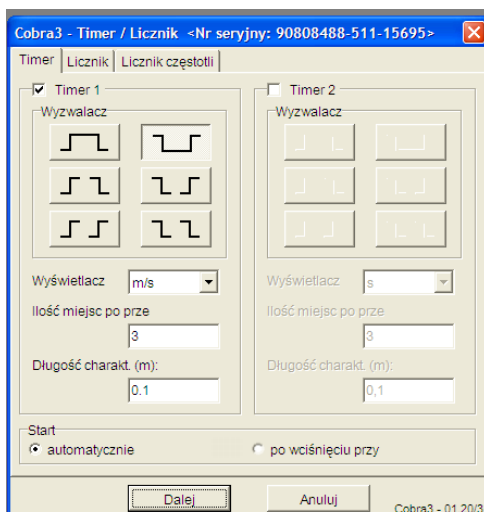 Cobra3 - Timer / Licznik <Nr seryjny: 90808488-511-15695>
Timer Licznik Licznik częstotli
Timer 1
Wyzwalacz
Wyświetlacz m/s
Ilość miejsc po prze
3
Długość charakt. (m):
0.1
Timer 2
Wyzwalacz
Wyświetlacz s
Ilość miejsc po prze
3
Długość charakt. (m):
0,1
Start
automatycznie po wciśnięciu przy
Dalej Anuluj Cobra3 - 01.20/3